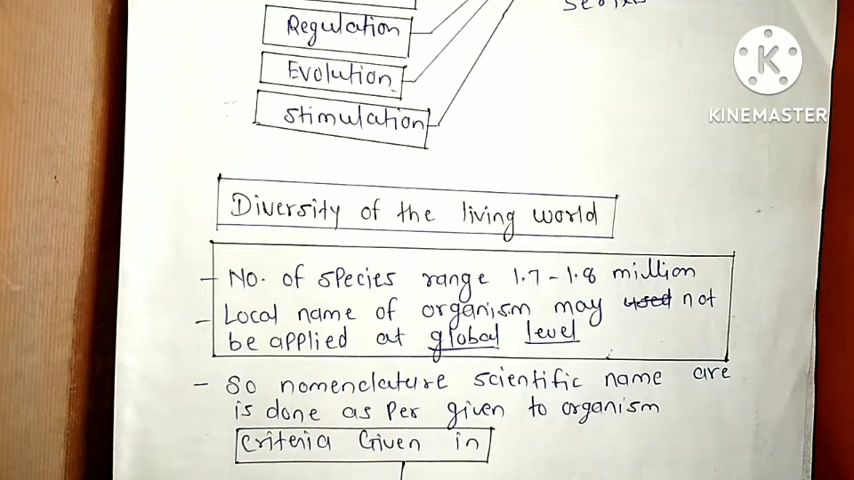 Regulation
Evolution
Stimulation
K
KINEMASTER
Diversity of the living world
- No. of species range 1.7-1.8 million
- Local name of organism may used not
be applied at global level
- So nomenclature scientific name are
is done as per given to organism
Criteria Given in